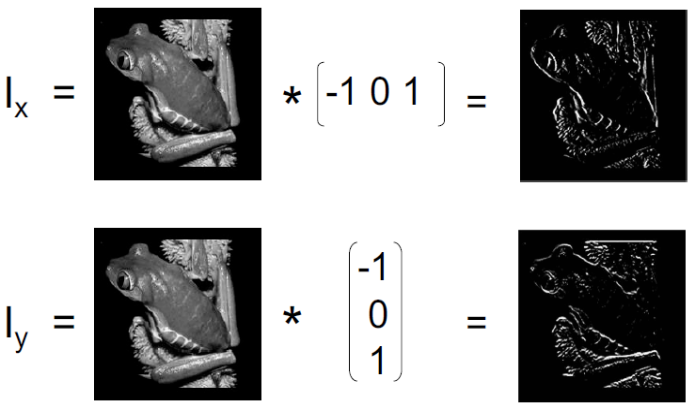 Ix = * (-1 0 1) =
Iy = * (-1
0
1) =